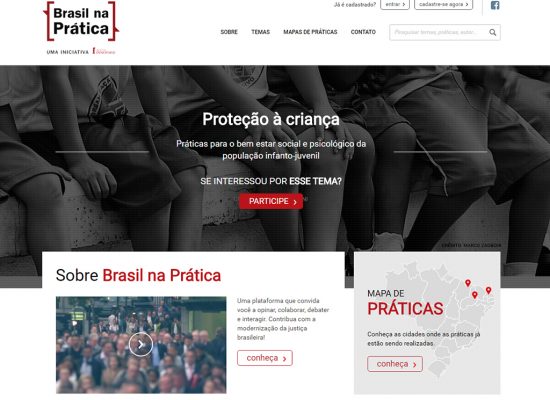 Já é cadastrado?
entrar
cadastre-se agora
Brasil na
Prática
UMA INICIATIVA
SOBRE
TEMAS
MAPAS DE PRÁTICAS
CONTATO
Pesquisar temas, práticas, estar...
Proteção à criança
Práticas para o bem estar social e psicológico da
população infanto-juvenil
SE INTERESSOU POR ESSE TEMA?
PARTICIPE
CRÉDITO: MARCO ZAONOR
Sobre Brasil na Prática
Uma plataforma que convida
você a opinar, colaborar, debater
e interagir. Contribua com a
modernização da justiça
brasileira!
conheça
MAPA DE
PRÁTICAS
Conheça as cidades onde as práticas já
estão sendo realizadas.
conheça